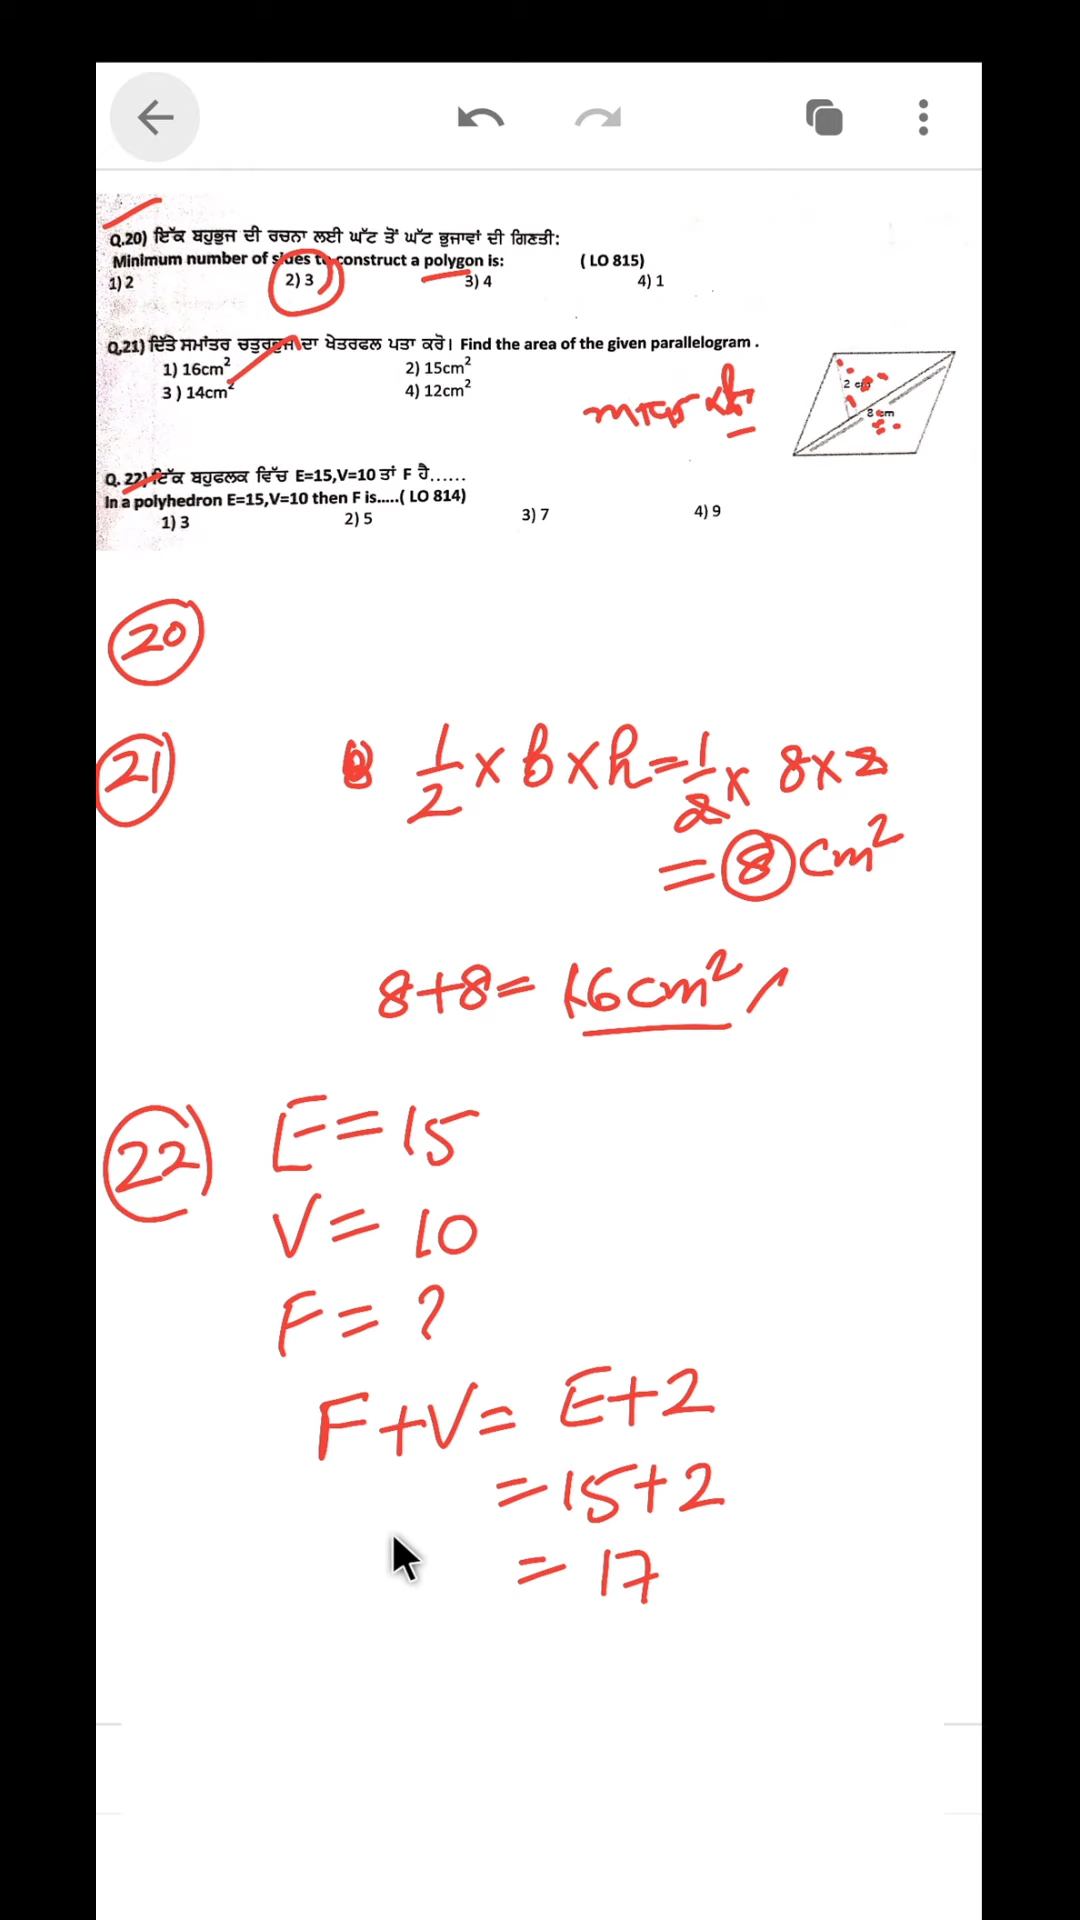 Q.20) ਇੱਕ ਬਹੁਭੁਜ ਦੀ ਰਚਨਾ ਲਈ ਘੱਟ ਤੋਂ ਘੱਟ ਭੁਜਾਵਾਂ ਦੀ ਗਿਣਤੀ:
Minimum number of sides to construct a polygon is: ( LO 815)
1) 2 2) 3 3) 4 4) 1
Q.21) ਦਿੱਤੇ ਸਮਾਂਤਰ ਚਤੁਰਭੁਜ ਦਾ ਖੇਤਰਫਲ ਪਤਾ ਕਰੋ। Find the area of the given parallelogram .
1) 16cm² 2) 15cm²
3 ) 14cm² 4) 12cm²
2 cm
8 cm
Q. 22) ਇੱਕ ਬਹੁਫਲਕ ਵਿੱਚ E=15,V=10 ਤਾਂ F ਹੈ......
In a polyhedron E=15,V=10 then F is.....( LO 814)
1) 3 2) 5 3) 7 4) 9
20
21) 1/2 × b × h = 1/2 × 8 × 2
= 8 cm²
8+8= 16cm²
22) E= 15
V= 10
F= ?
F+V= E+2
= 15+2
= 17